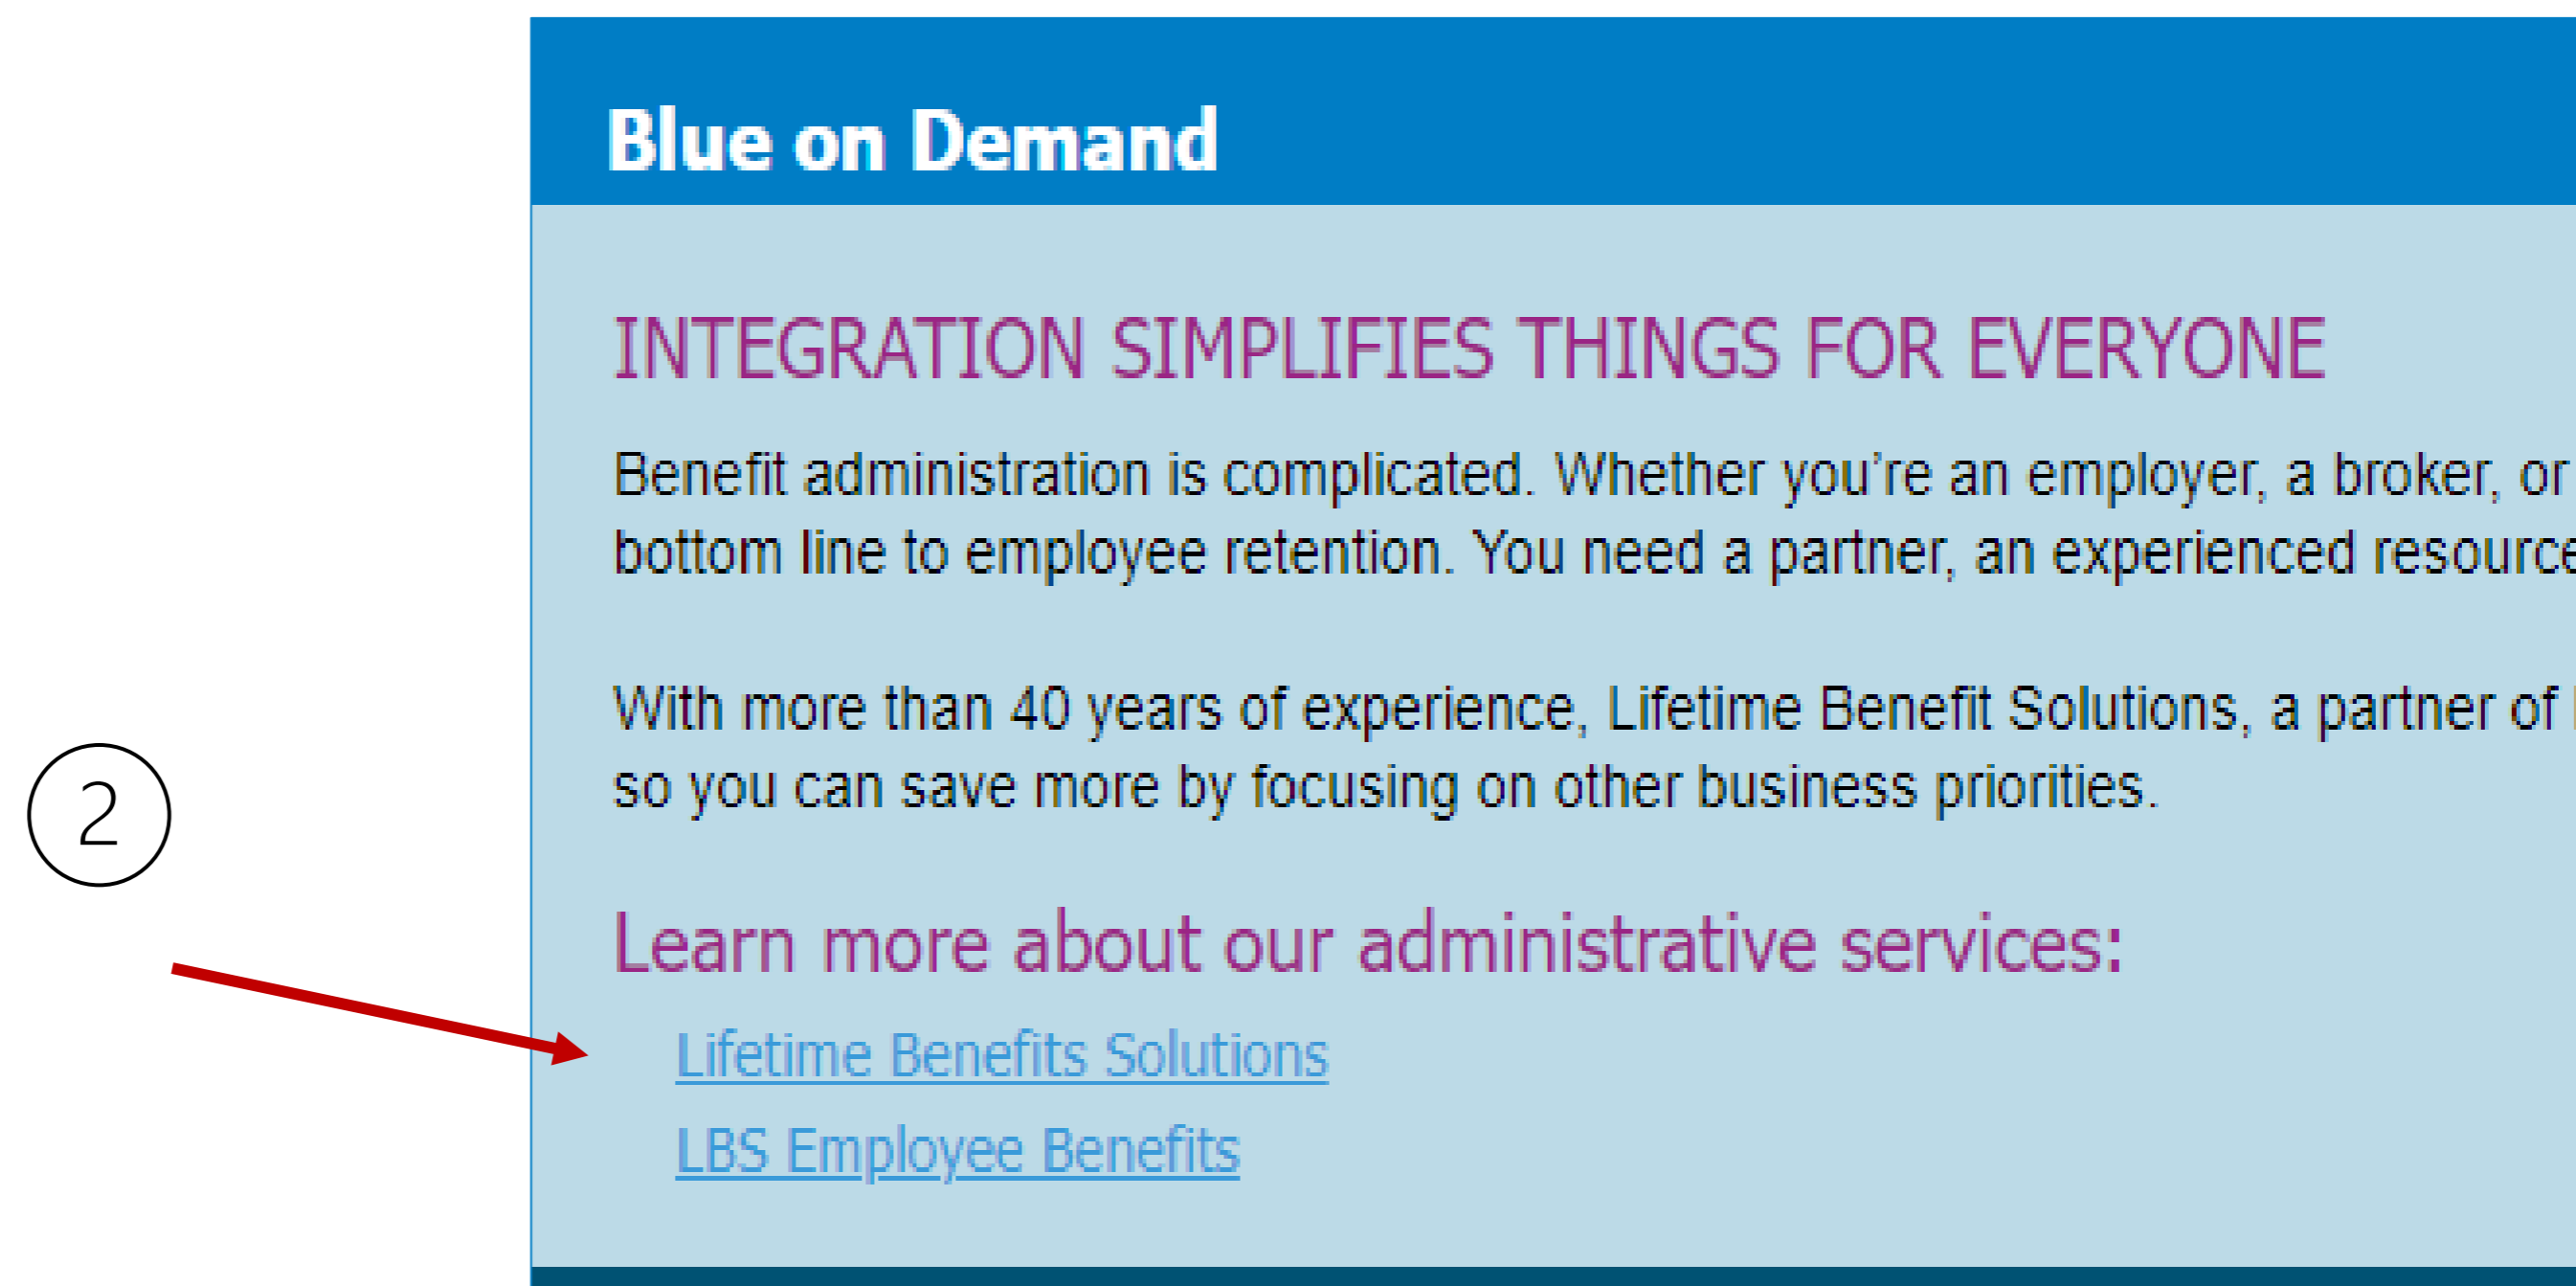 Blue on Demand
INTEGRATION SIMPLIFIES THINGS FOR EVERYONE
Benefit administration is complicated. Whether you’re an employer, a broker, or
bottom line to employee retention. You need a partner, an experienced resource
With more than 40 years of experience, Lifetime Benefit Solutions, a partner of
so you can save more by focusing on other business priorities.
2
Learn more about our administrative services:
Lifetime Benefits Solutions
LBS Employee Benefits